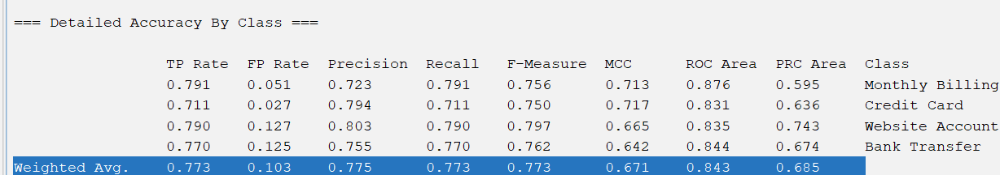 === Detailed Accuracy By Class ===
TP Rate FP Rate Precision Recall F-Measure MCC ROC Area PRC Area Class
0.791 0.051 0.723 0.791 0.756 0.713 0.876 0.595 Monthly Billing
0.711 0.027 0.794 0.711 0.750 0.717 0.831 0.636 Credit Card
0.790 0.127 0.803 0.790 0.797 0.665 0.835 0.743 Website Account
0.770 0.125 0.755 0.770 0.762 0.642 0.844 0.674 Bank Transfer
Weighted Avg. 0.773 0.103 0.775 0.773 0.773 0.671 0.843 0.685